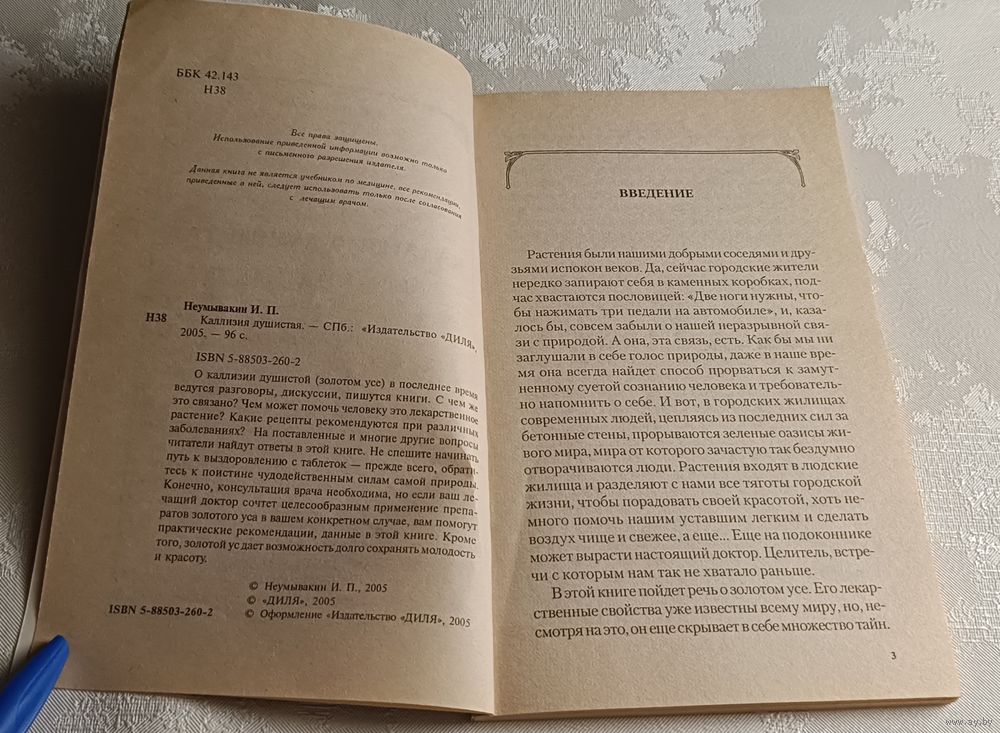 ББК 42.143
Н38
Все права защищены.
Использование приведенной информации возможно только
с письменного разрешения издателя.
Данная книга не является учебником по медицине, все рекомендации,
приведенные в ней, следует использовать только после согласования
с лечащим врачом.
Неумывакин И. П.
Н38 Каллизия душистая. — СПб.: «Издательство «ДИЛЯ»,
2005. — 96 с.
ISBN 5-88503-260-2
О каллизии душистой (золотом усе) в последнее время
ведутся разговоры, дискуссии, пишутся книги. С чем же
это связано? Чем может помочь человеку это лекарственное
растение? Какие рецепты рекомендуются при различных
заболеваниях? На поставленные и многие другие вопросы
читатели найдут ответы в этой книге. Не спешите начинать
путь к выздоровлению с таблеток — прежде всего, обрати-
тесь к поистине чудодейственным силам самой природы.
Конечно, консультация врача необходима, но если ваш ле-
чащий доктор сочтет целесообразным применение препа-
ратов золотого уса в вашем конкретном случае, вам помогут
практические рекомендации, данные в этой книге. Кроме
того, золотой ус дает возможность долго сохранять молодость
и красоту.
© Неумывакин И. П., 2005
© «ДИЛЯ», 2005
ISBN 5-88503-260-2 © Оформление «Издательство «ДИЛЯ», 2005
ВВЕДЕНИЕ
Растения были нашими добрыми соседями и дру-
зьями испокон веков. Да, сейчас городские жители
нередко запирают себя в каменных коробках, под-
час хвастаются пословицей: «Две ноги нужны, что-
бы нажимать три педали на автомобиле», и, каза-
лось бы, совсем забыли о нашей неразрывной свя-
зи с природой. А она, эта связь, есть. Как бы мы ни
заглушали в себе голос природы, даже в наше вре-
мя она всегда найдет способ прорваться к замут-
ненному суетой сознанию человека и требователь-
но напомнить о себе. И вот, в городских жилищах
современных людей, цепляясь из последних сил за
бетонные стены, прорываются зеленые оазисы жи-
вого мира, мира от которого зачастую так бездумно
отворачиваются люди. Растения входят в людские
жилища и разделяют с нами все тяготы городской
жизни, чтобы порадовать своей красотой, хоть не-
много помочь нашим уставшим легким и сделать
воздух чище и свежее, а еще... Еще на подоконнике
может вырасти настоящий доктор. Целитель, встре-
чи с которым нам так не хватало раньше.
В этой книге пойдет речь о золотом усе. Его лекар-
ственные свойства уже известны всему миру, но, не-
смотря на это, он еще скрывает в себе множество тайн.
3
www.ay.by